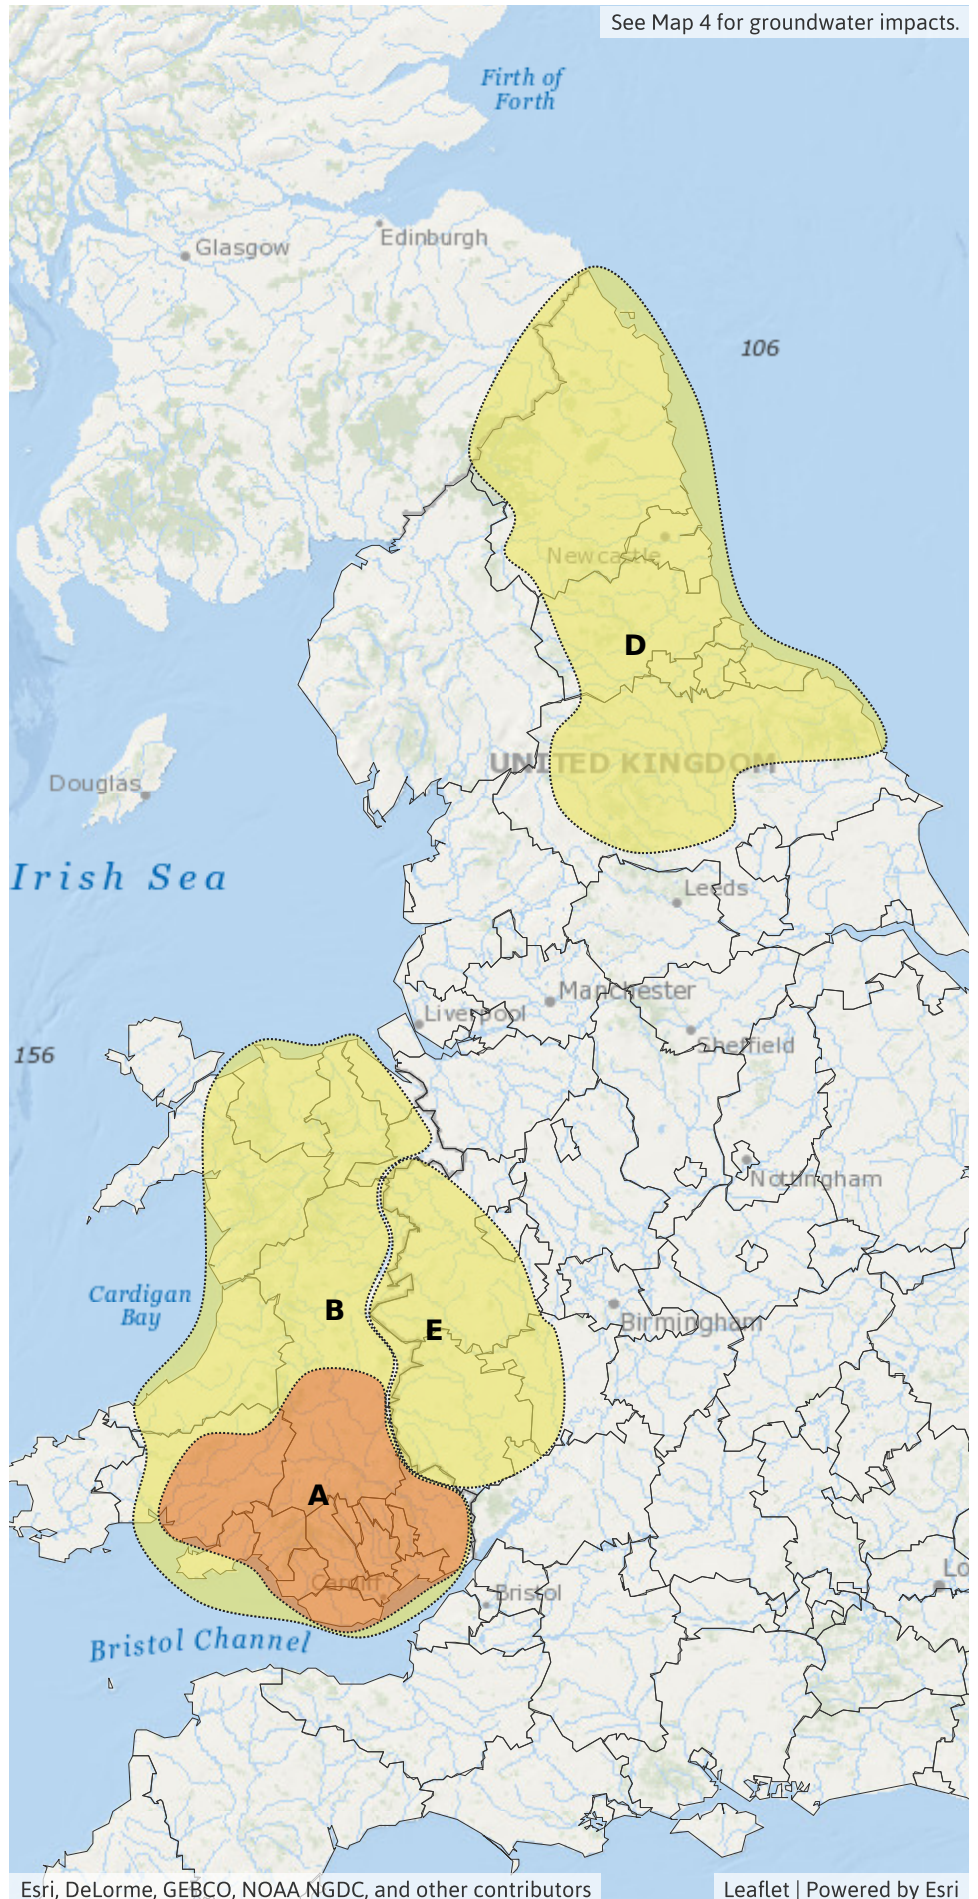 See Map 4 for groundwater impacts.
Firth of
Forth
Edinburgh
Glasgow
106
Newcastle
D
UNITED KINGDOM
Douglas
Irish Sea
Leeds
Manchester
Liverpool
Sheffield
156
Nottingham
Cardigan
Bay
B
E
Birmingham
A
Cardiff
Bristol
Lo
Bristol Channel
Esri, DeLorme, GEBCO, NOAA NGDC, and other contributors
Leaflet | Powered by Esri